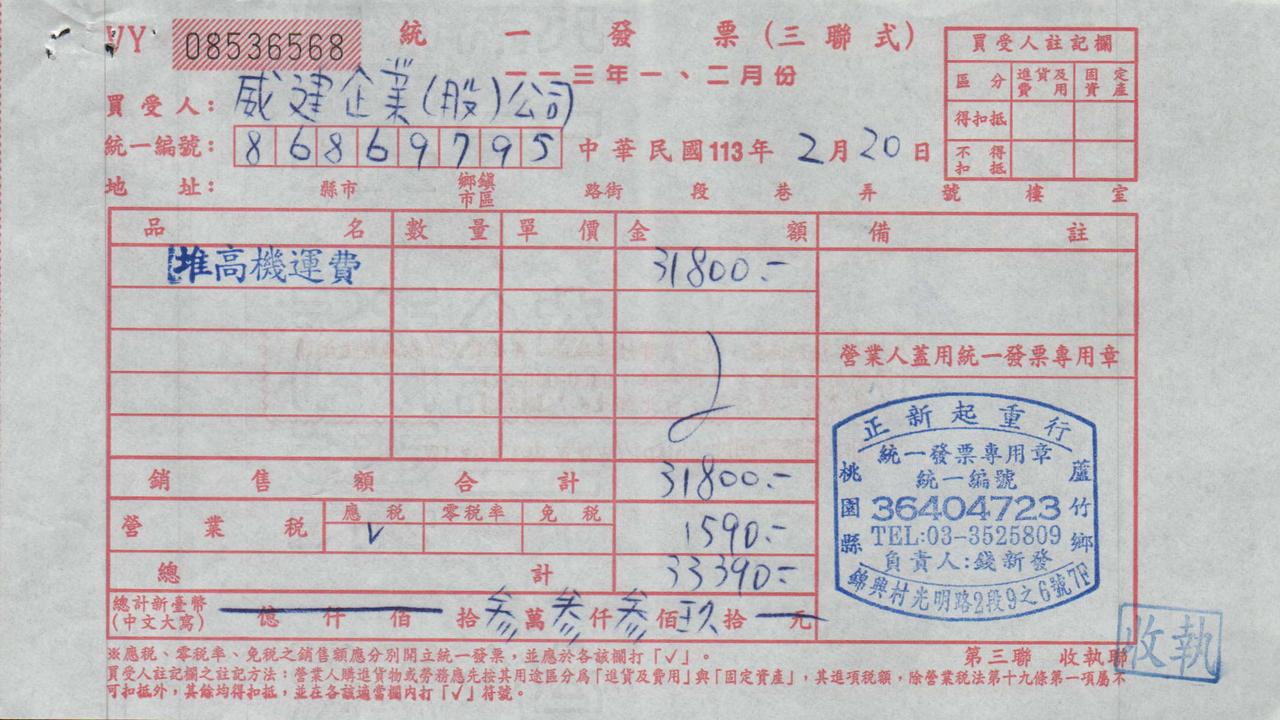 VY 08536568 統一發票(三聯式)
一一三年一、二月份
買受人: 威建企業(股)公司
統一編號: 86869795 中華民國113年2月20日
地址: 縣市 鄉鎮市區 路街 段 巷 弄 號 樓 室
買受人註記欄
區分 進貨及費用 固定資產
得扣抵
不得扣抵
品名 數量 單價 金額 備註
堆高機運費 31800.-
營業人蓋用統一發票專用章
銷售額合計 31800.-
營業稅 應稅 零稅率 免稅 1590.-
V
總計 33390.-
總計新臺幣(中文大寫) 億 仟 佰 拾 叁 萬 叁 仟 叁 佰 玖 拾 元
正新起重行
統一發票專用章
統一編號
36404723
TEL:03-3525809
負責人:錢新發
桃園縣 蘆竹鄉
錦興村光明路2段9之6號7F
收執
※應稅、零稅率、免稅之銷售額應分別開立統一發票,並應於各該欄打「✓」。
第三聯 收執聯
買受人註記欄之註記方法:營業人購進貨物或勞務應先按其用途區分為「進貨及費用」與「固定資產」,其進項稅額,除營業稅法第十九條第一項屬不
可扣抵外,其餘均得扣抵,並在各該適當欄內打「✓」符號。